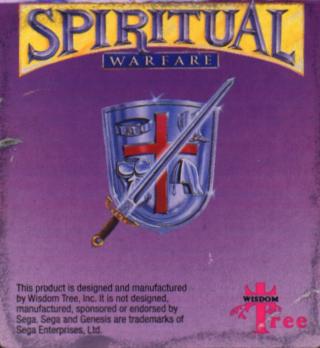 SPIRITUAL
WARFARE
This product is designed and manufactured
by Wisdom Tree, Inc. It is not designed,
manufactured, sponsored or endorsed by
Sega. Sega and Genesis are trademarks of
Sega Enterprises, Ltd.
WISDOM
Tree